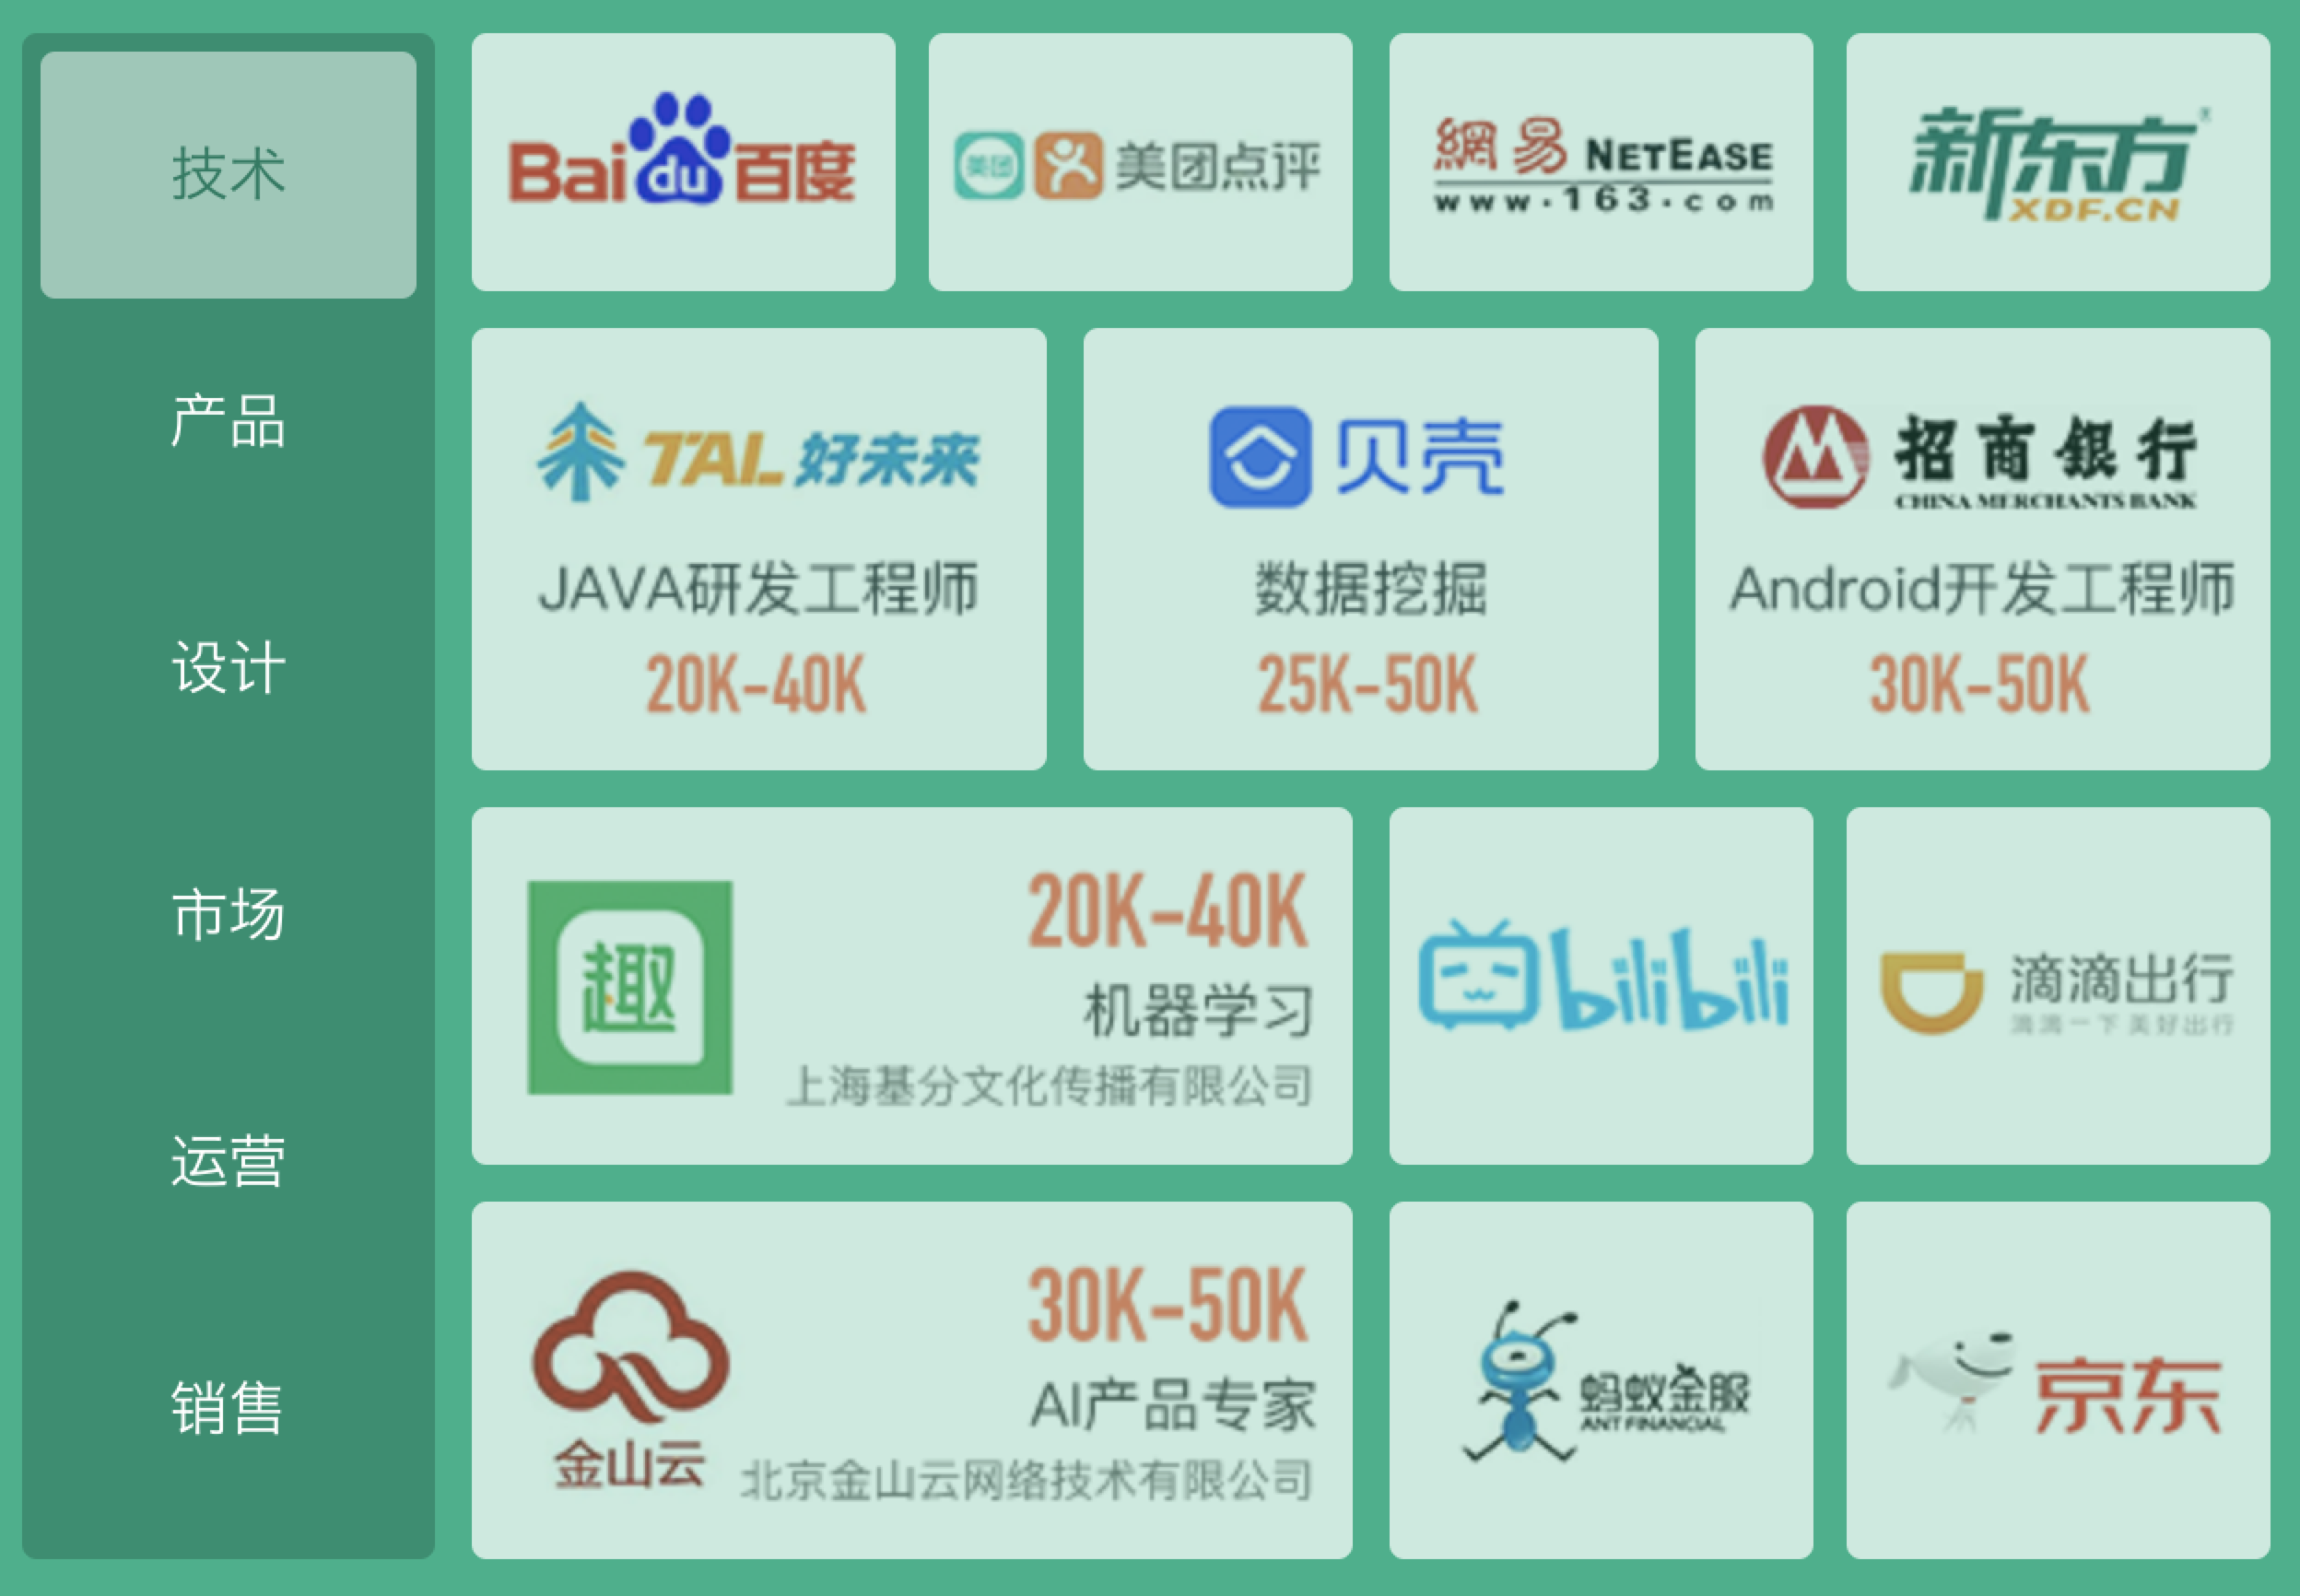 技术
产品
设计
市场
运营
销售
Bai du 百度
美团 美团点评
網易 NETEASE
www.163.com
新东方
XDF.CN
TAL 好未来
JAVA研发工程师
20K-40K
贝壳
数据挖掘
25K-50K
招商银行
CHINA MERCHANTS BANK
Android开发工程师
30K-50K
趣
20K-40K
机器学习
上海基分文化传播有限公司
bilibili
滴滴出行
滴滴一下 美好出行
金山云
30K-50K
AI产品专家
北京金山云网络技术有限公司
蚂蚁金服
ANT FINANCIAL
京东